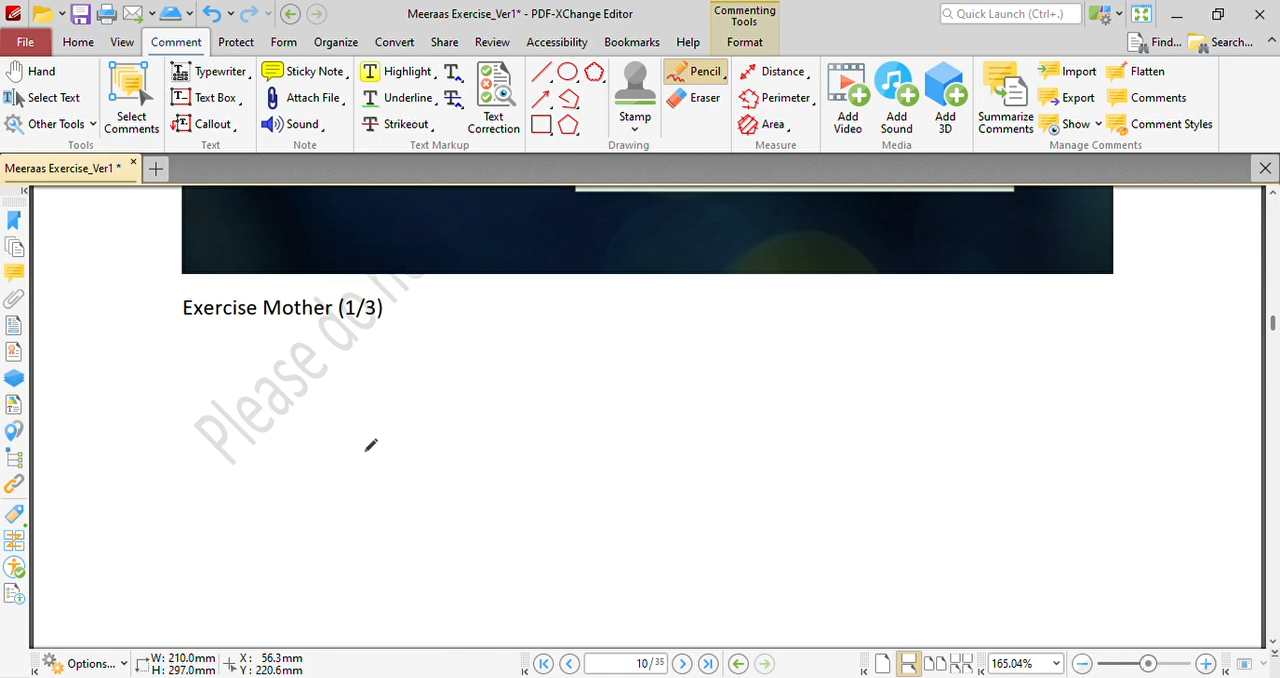 Meeraas Exercise_Ver1* - PDF-XChange Editor
Commenting Tools
Quick Launch (Ctrl+.)
File
Home
View
Comment
Protect
Form
Organize
Convert
Share
Review
Accessibility
Bookmarks
Help
Format
Find...
Search...
Hand
Select Text
Other Tools
Select Comments
Tools
Typewriter
Text Box
Callout
Text
Sticky Note
Attach File
Sound
Note
Highlight
Underline
Strikeout
Text Correction
Text Markup
Drawing
Stamp
Pencil
Eraser
Distance
Perimeter
Area
Measure
Add Video
Add Sound
Add 3D
Media
Summarize Comments
Import
Export
Show
Flatten
Comments
Comment Styles
Manage Comments
Meeraas Exercise_Ver1 *
Exercise Mother (1/3)
Please do
Options...
W: 210.0mm
H: 297.0mm
X: 56.3mm
Y: 220.6mm
10 / 35
165.04%